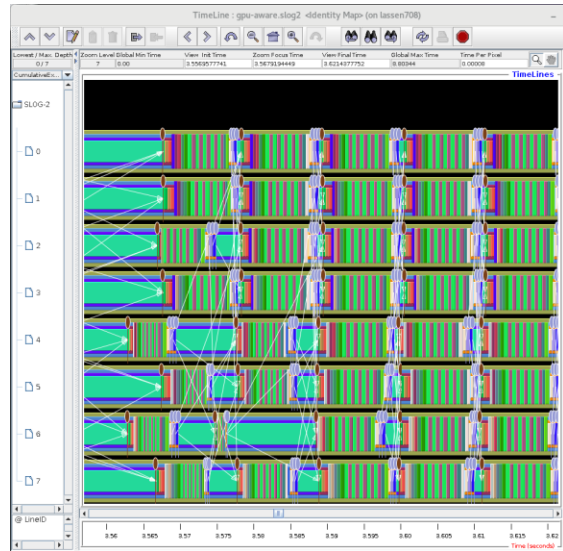 TimeLine : gpu-aware.slog2 <Identity Map> (on lassen708)
Lowest / Max. Depth Zoom Level Global Min Time View Init Time Zoom Focus Time View Final Time Global Max Time Time Per Pixel
0 / 7 7 0.00 3.5563577741 3.5679194449 3.6214377752 0.80344 0.00008
CumulativeEx...
TimeLines
SLOG-2
0
1
2
3
4
5
6
7
@ LineID
3.56 3.565 3.57 3.575 3.58 3.585 3.59 3.595 3.60 3.605 3.61 3.615 3.62
Time (seconds)